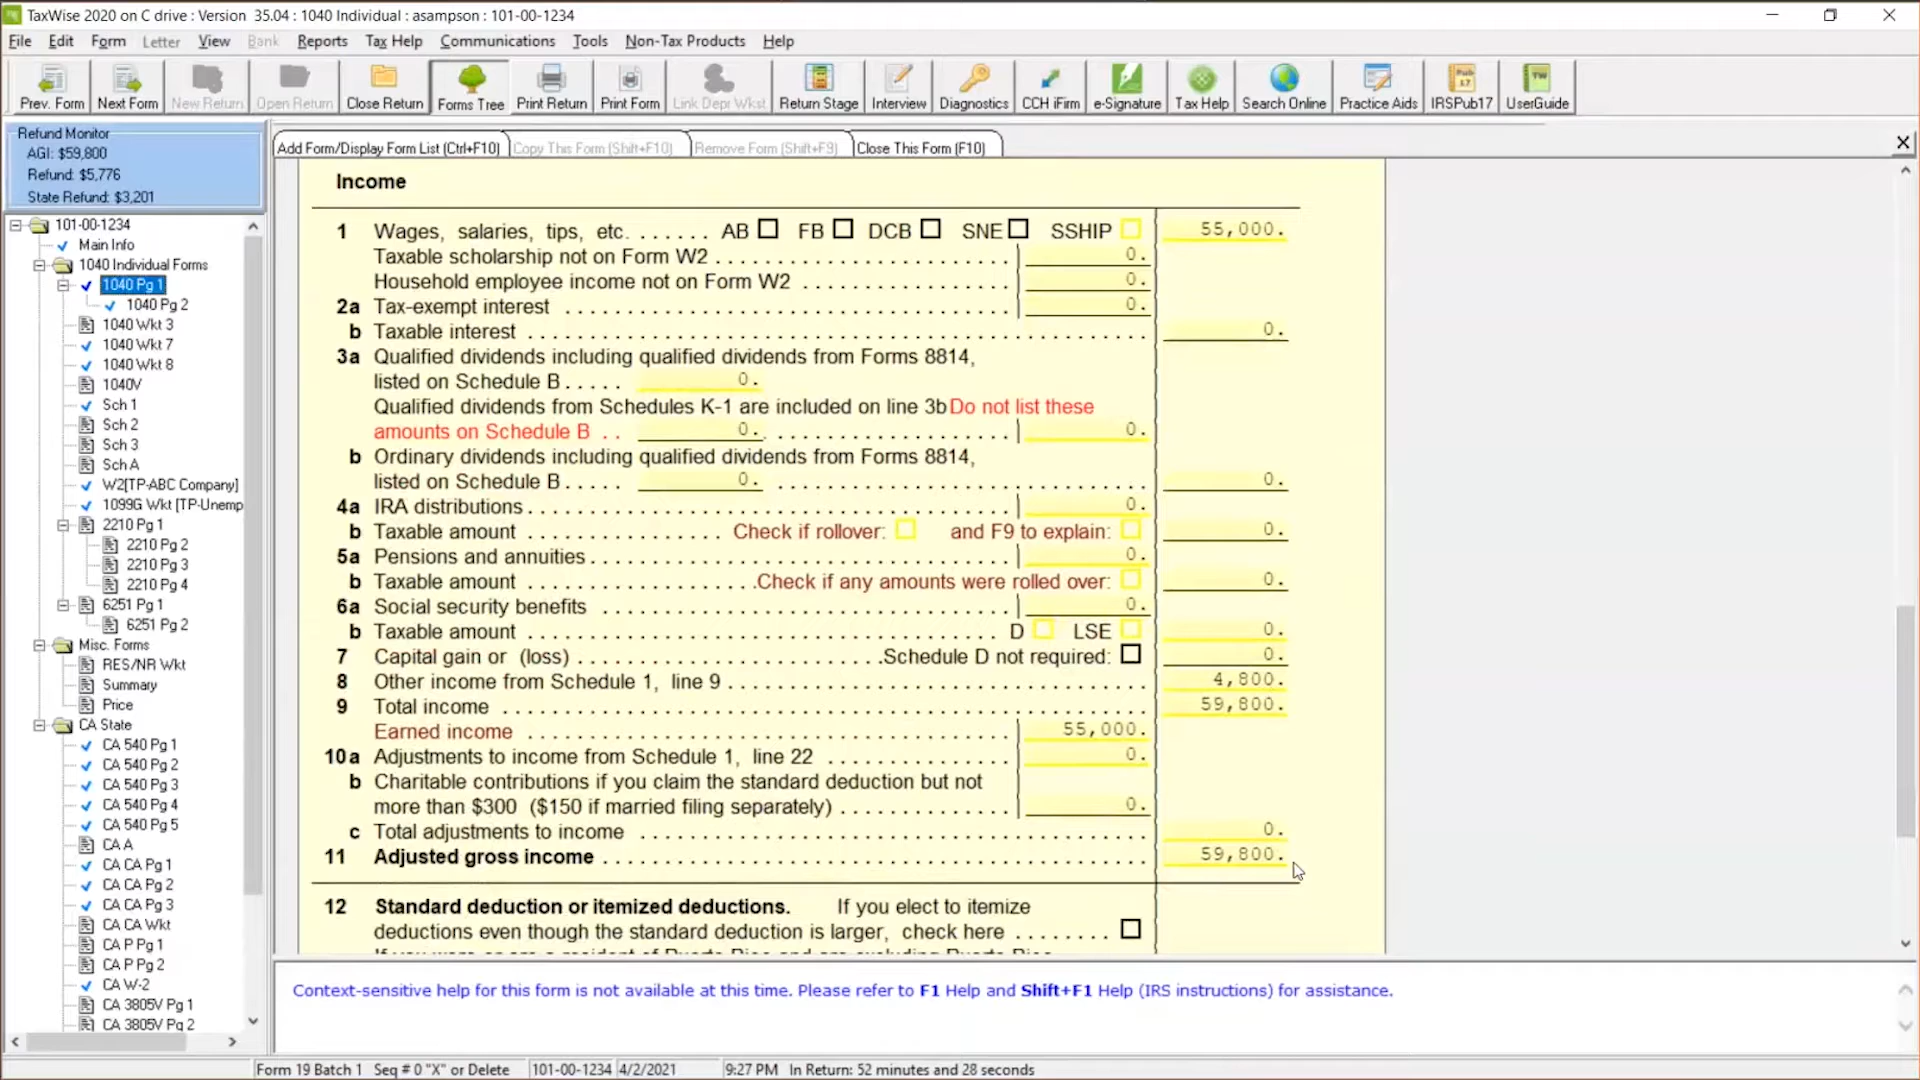 TaxWise 2020 on C drive : Version 35.04 : 1040 Individual : asampson : 101-00-1234
File Edit Form Letter View Bank Reports Tax Help Communications Tools Non-Tax Products Help
Prev. Form Next Form New Return Open Return Close Return Forms Tree Print Return Print Form Link Depr Wkst Return Stage Interview Diagnostics CCH iFirm e-Signature Tax Help Search Online Practice Aids IRSPub17 UserGuide
Refund Monitor
AGI: $59,800
Refund: $5,776
State Refund: $3,201
101-00-1234
Main Info
1040 Individual Forms
1040 Pg 1
1040 Pg 2
1040 Wkt 3
1040 Wkt 7
1040 Wkt 8
1040V
Sch 1
Sch 2
Sch 3
Sch A
W2[TP-ABC Company]
1099G Wkt [TP-Unemp
2210 Pg 1
2210 Pg 2
2210 Pg 3
2210 Pg 4
6251 Pg 1
6251 Pg 2
Misc. Forms
RES/NR Wkt
Summary
Price
CA State
CA 540 Pg 1
CA 540 Pg 2
CA 540 Pg 3
CA 540 Pg 4
CA 540 Pg 5
CA A
CA CA Pg 1
CA CA Pg 2
CA CA Pg 3
CA CA Wkt
CA P Pg 1
CA P Pg 2
CA W-2
CA 3805V Pg 1
CA 3805V Pg 2
Add Form/Display Form List (Ctrl+F10) Copy This Form (Shift+F10) Remove Form (Shift+F9) Close This Form (F10)
Income
1 Wages, salaries, tips, etc. ....... AB FB DCB SNE SSHIP 55,000.
Taxable scholarship not on Form W2 0.
Household employee income not on Form W2 0.
2a Tax-exempt interest 0.
b Taxable interest 0.
3a Qualified dividends including qualified dividends from Forms 8814,
listed on Schedule B ..... 0.
Qualified dividends from Schedules K-1 are included on line 3b Do not list these
amounts on Schedule B .. 0. 0.
b Ordinary dividends including qualified dividends from Forms 8814,
listed on Schedule B ..... 0. 0.
4a IRA distributions 0.
b Taxable amount Check if rollover: and F9 to explain: 0.
5a Pensions and annuities 0.
b Taxable amount Check if any amounts were rolled over: 0.
6a Social security benefits 0.
b Taxable amount D LSE 0.
7 Capital gain or (loss) Schedule D not required: 0.
8 Other income from Schedule 1, line 9 4,800.
9 Total income 59,800.
Earned income 55,000.
10a Adjustments to income from Schedule 1, line 22 0.
b Charitable contributions if you claim the standard deduction but not
more than $300 ($150 if married filing separately) 0.
c Total adjustments to income 0.
11 Adjusted gross income 59,800.
12 Standard deduction or itemized deductions. If you elect to itemize
deductions even though the standard deduction is larger, check here ........
Context-sensitive help for this form is not available at this time. Please refer to F1 Help and Shift+F1 Help (IRS instructions) for assistance.
Form 19 Batch 1 Seq # 0 "X" or Delete 101-00-1234 4/2/2021 9:27 PM In Return: 52 minutes and 28 seconds